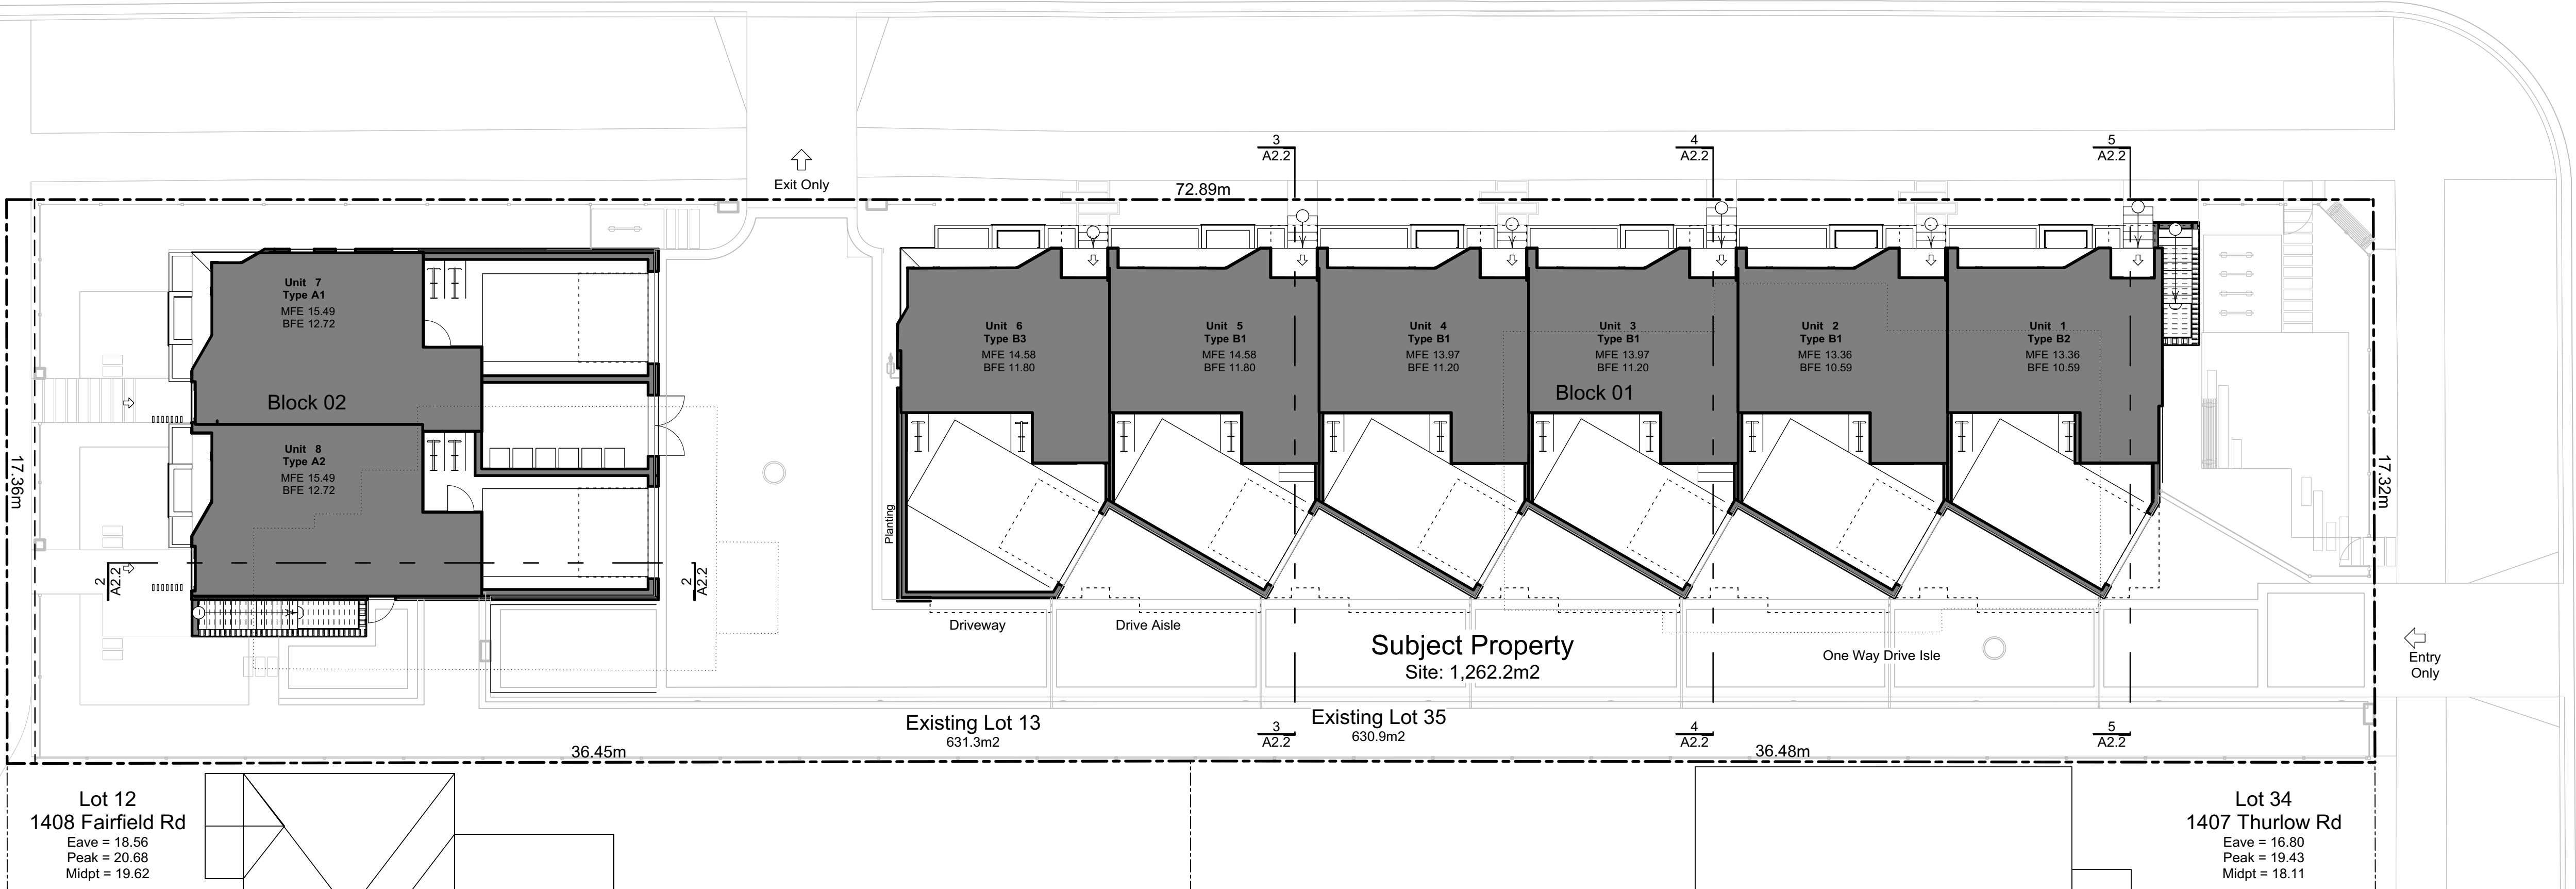 3
A2.2
4
A2.2
5
A2.2
Exit Only
72.89m
Unit 7
Type A1
MFE 15.49
BFE 12.72
Block 02
Unit 8
Type A2
MFE 15.49
BFE 12.72
Unit 6
Type B3
MFE 14.58
BFE 11.80
Unit 5
Type B1
MFE 14.58
BFE 11.80
Unit 4
Type B1
MFE 13.97
BFE 11.20
Unit 3
Type B1
MFE 13.97
BFE 11.20
Block 01
Unit 2
Type B1
MFE 13.36
BFE 10.59
Unit 1
Type B2
MFE 13.36
BFE 10.59
17.36m
17.32m
Planting
2
A2.2
2
A2.2
Driveway
Drive Aisle
Subject Property
Site: 1,262.2m2
One Way Drive Isle
Entry
Only
Existing Lot 13
631.3m2
Existing Lot 35
630.9m2
3
A2.2
4
A2.2
5
A2.2
36.45m
36.48m
Lot 12
1408 Fairfield Rd
Eave = 18.56
Peak = 20.68
Midpt = 19.62
Lot 34
1407 Thurlow Rd
Eave = 16.80
Peak = 19.43
Midpt = 18.11